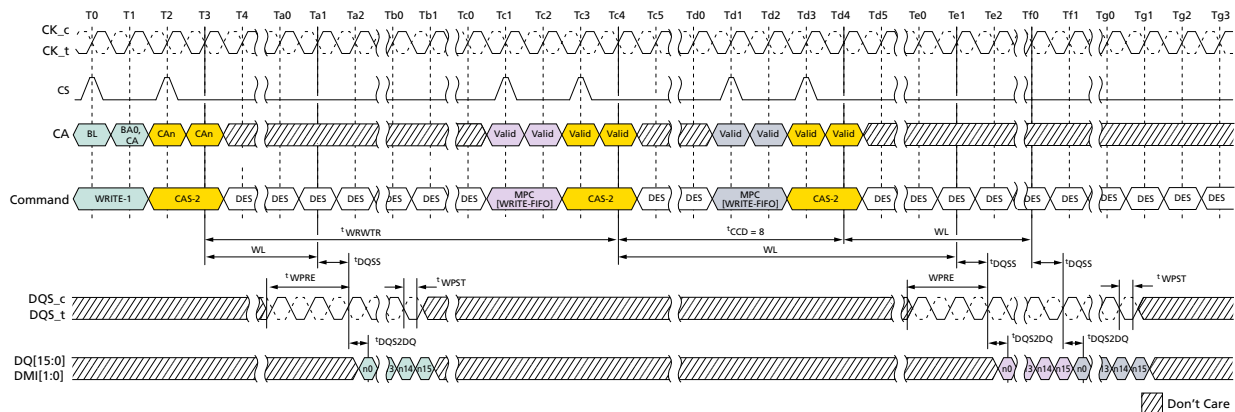 T0 T1 T2 T3 T4 Ta0 Ta1 Ta2 Tb0 Tb1 Tc0 Tc1 Tc2 Tc3 Tc4 Tc5 Td0 Td1 Td2 Td3 Td4 Td5 Te0 Te1 Te2 Tf0 Tf1 Tg0 Tg1 Tg2 Tg3
CK_c
CK_t
CS
CA BL BA0, CA CAn CAn Valid Valid Valid Valid Valid Valid Valid Valid
Command WRITE-1 CAS-2 DES DES DES DES DES DES DES MPC [WRITE-FIFO] CAS-2 DES DES DES MPC [WRITE-FIFO] CAS-2 DES DES DES DES DES DES DES DES DES DES
tWRWTR tCCD = 8 WL
WL WL
tDQSS tDQSS tDQSS
tWPRE tWPST WPRE tWPST
DQS_c
DQS_t
tDQS2DQ tDQS2DQ tDQS2DQ
DQ[15:0]
DMI[1:0]
n0 13 n14 n15 n0 13 n14 n15 n0 13 n14 n15
Don't Care